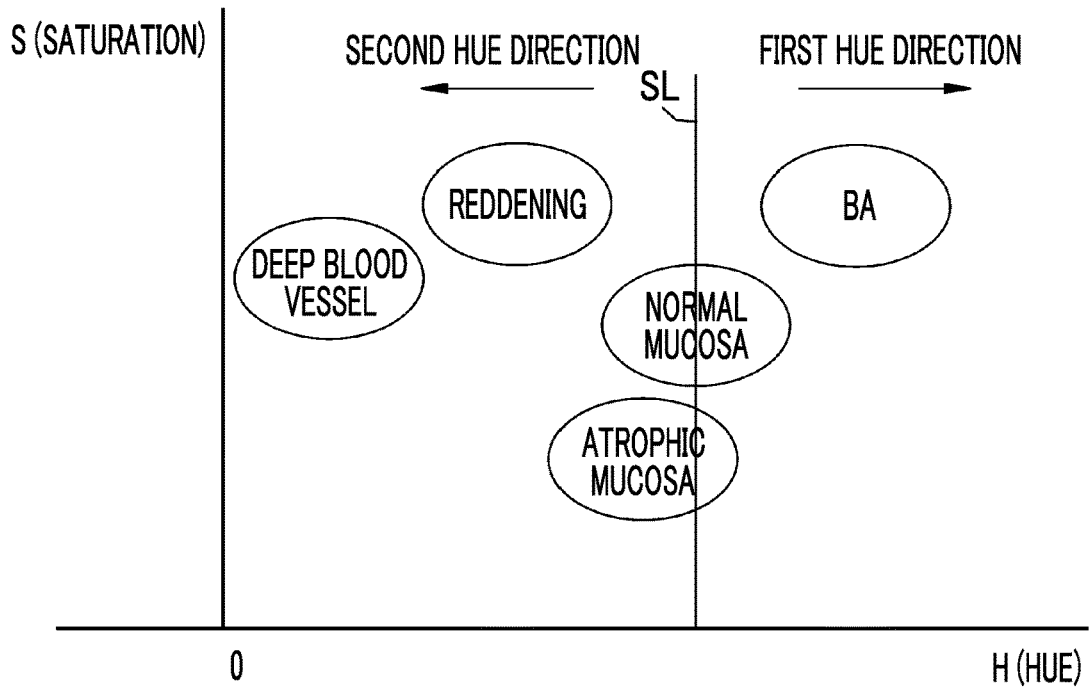 S (SATURATION)
SECOND HUE DIRECTION
FIRST HUE DIRECTION
SL
REDDENING
BA
DEEP BLOOD
VESSEL
NORMAL
MUCOSA
ATROPHIC
MUCOSA
0
H (HUE)